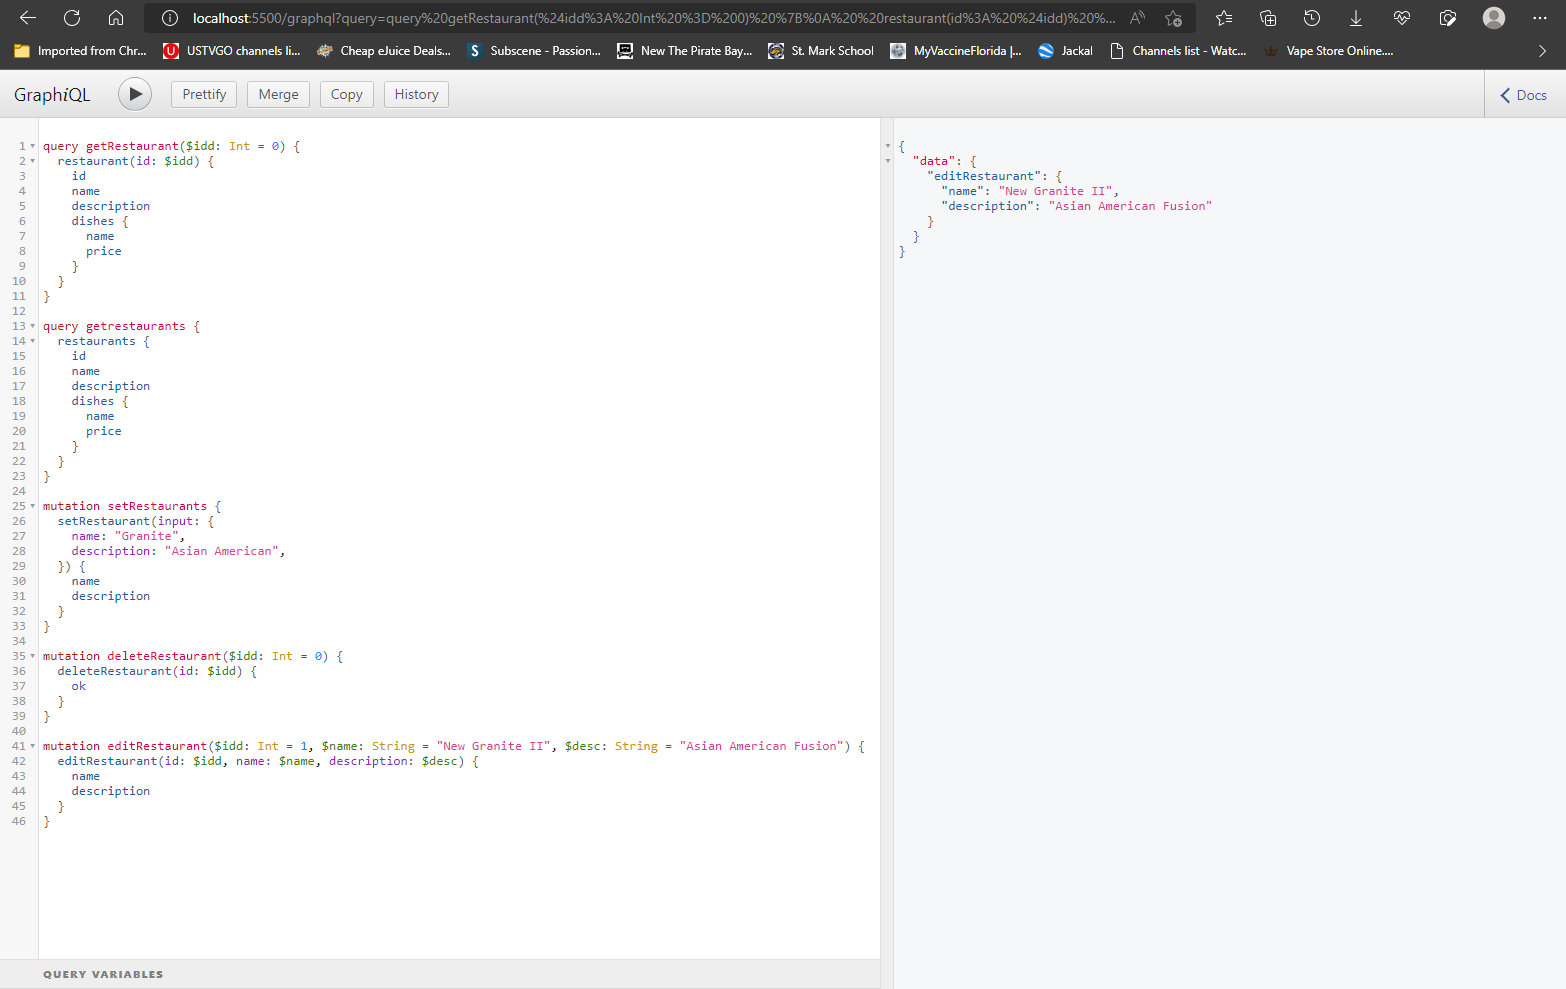 localhost:5500/graphql?query=query%20getRestaurant(%24idd%3A%20Int%20%3D%200)%20%7B%0A%20%20restaurant(id%3A%20%24idd)%20%...
Imported from Chr... USTVGO channels li... Cheap eJuice Deals... Subscene - Passion... New The Pirate Bay... St. Mark School MyVaccineFlorida |... Jackal Channels list - Watc... Vape Store Online....
GraphiQL Prettify Merge Copy History Docs
1 query getRestaurant($idd: Int = 0) {
2 restaurant(id: $idd) {
3 id
4 name
5 description
6 dishes {
7 name
8 price
9 }
10 }
11 }
12
13 query getrestaurants {
14 restaurants {
15 id
16 name
17 description
18 dishes {
19 name
20 price
21 }
22 }
23 }
24
25 mutation setRestaurants {
26 setRestaurant(input: {
27 name: "Granite",
28 description: "Asian American",
29 }) {
30 name
31 description
32 }
33 }
34
35 mutation deleteRestaurant($idd: Int = 0) {
36 deleteRestaurant(id: $idd) {
37 ok
38 }
39 }
40
41 mutation editRestaurant($idd: Int = 1, $name: String = "New Granite II", $desc: String = "Asian American Fusion") {
42 editRestaurant(id: $idd, name: $name, description: $desc) {
43 name
44 description
45 }
46 }
QUERY VARIABLES
{
"data": {
"editRestaurant": {
"name": "New Granite II",
"description": "Asian American Fusion"
}
}
}